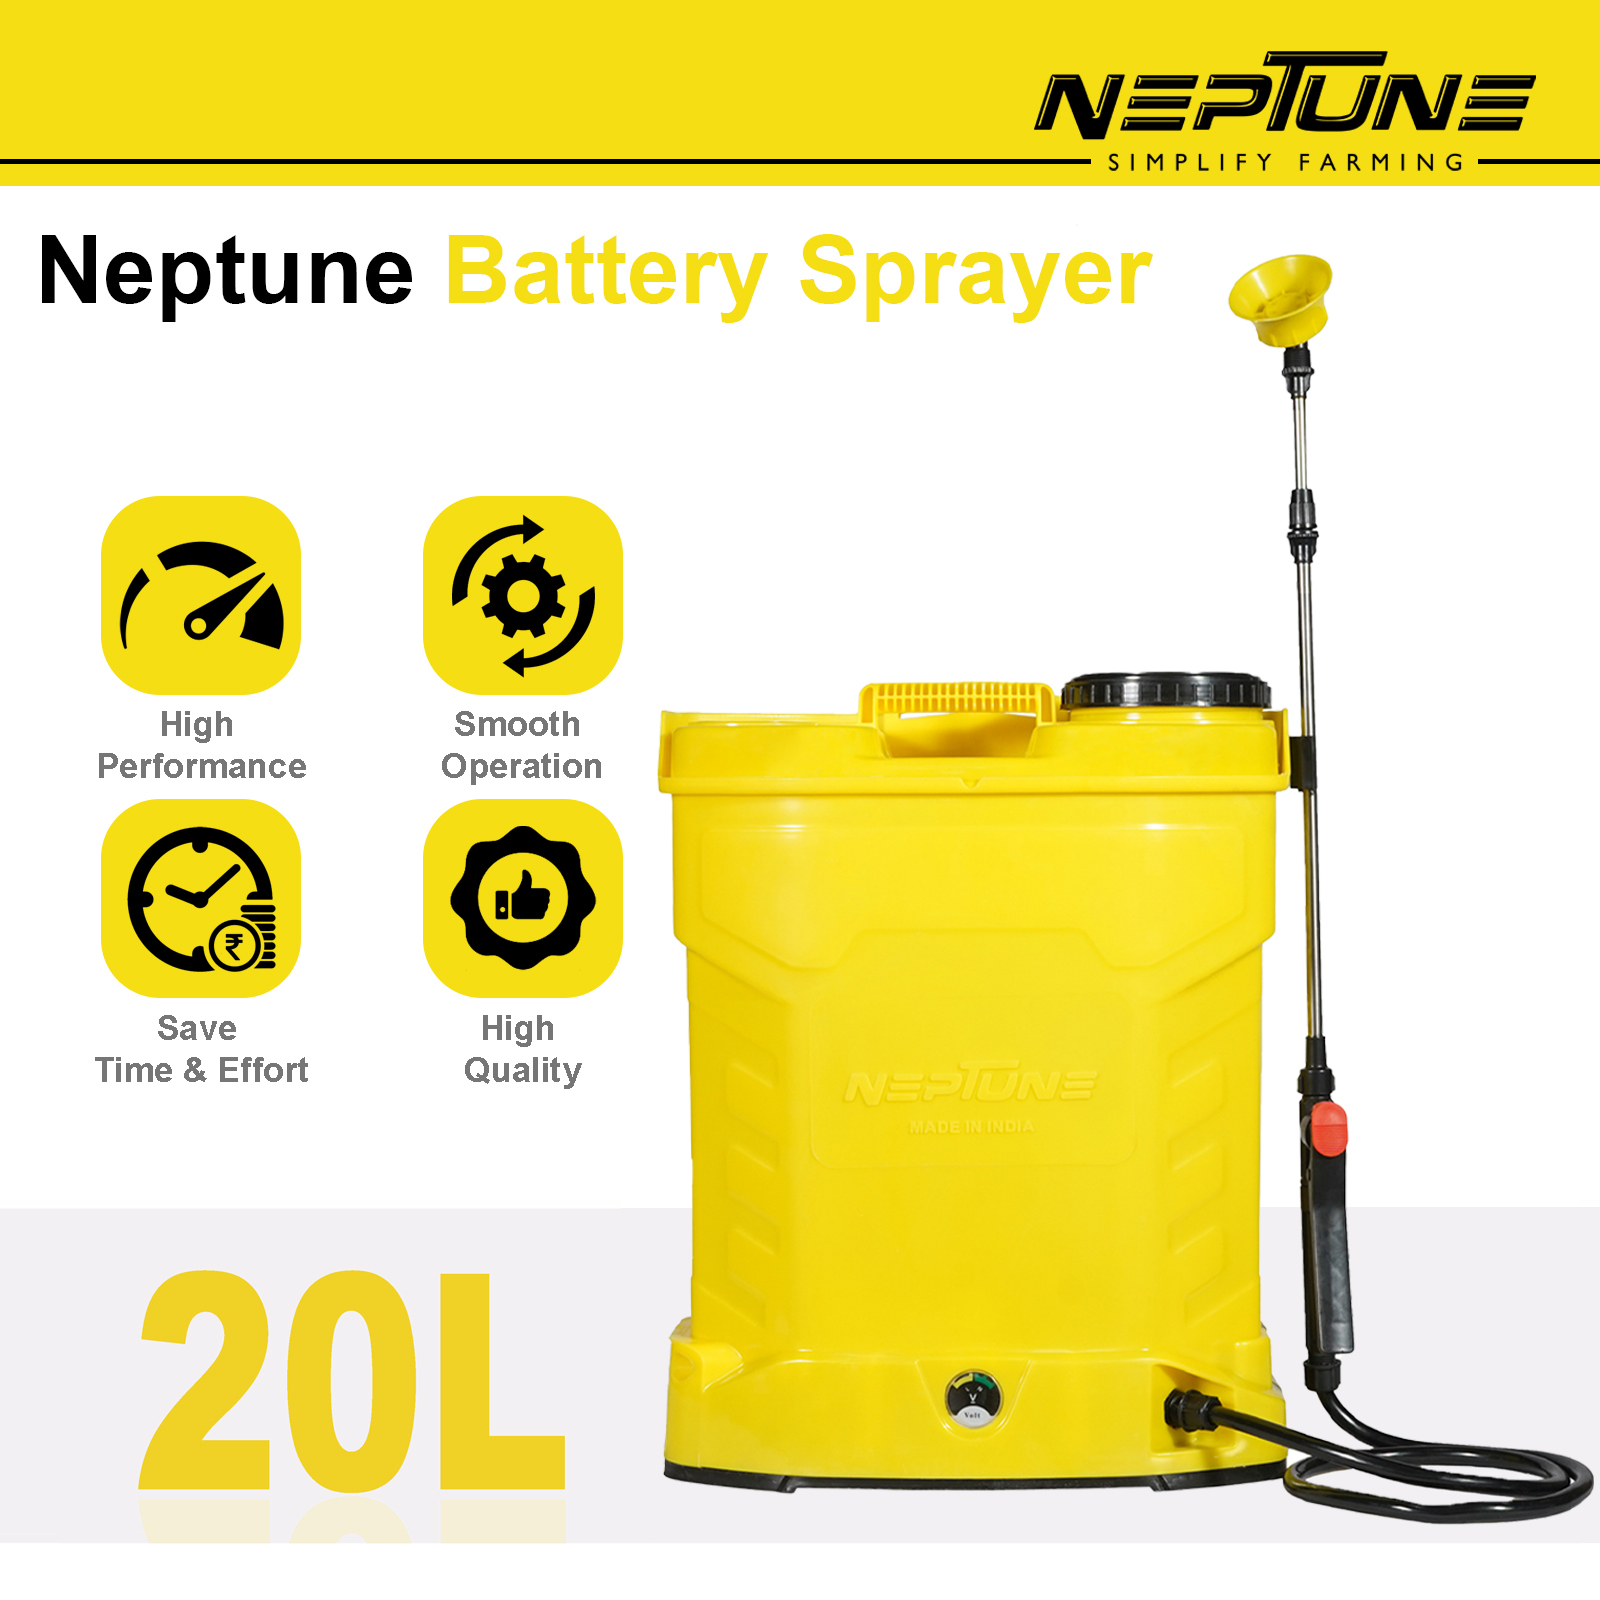 NEPTUNE
SIMPLIFY FARMING
Neptune Battery Sprayer
High
Performance
Smooth
Operation
₹
Save
Time & Effort
High
Quality
NEPTUNE
MADE IN INDIA
20L
V
Volt